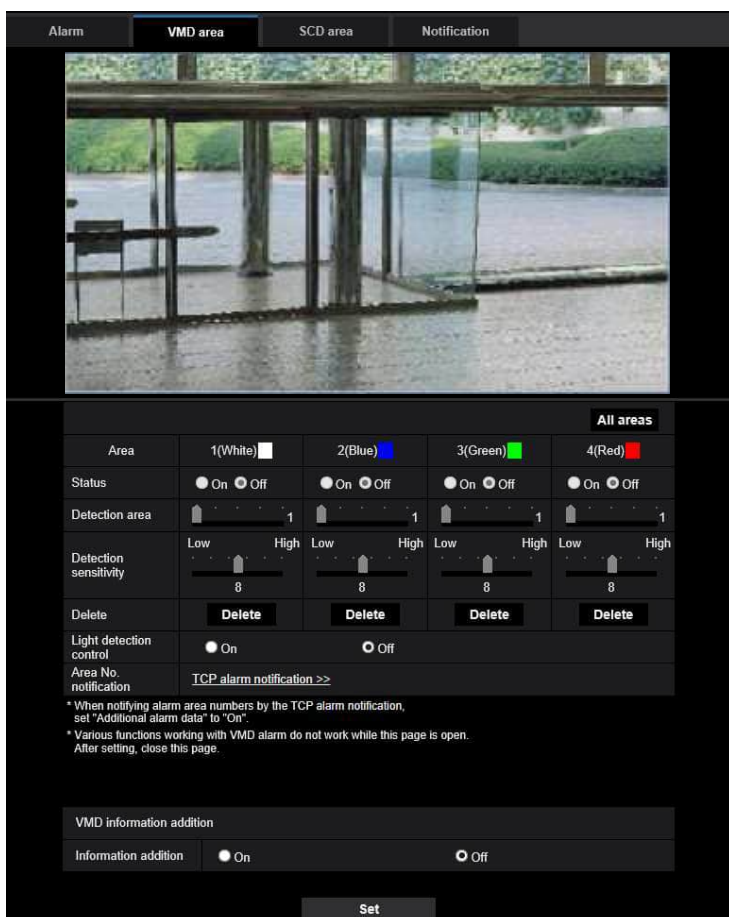 Alarm VMD area SCD area Notification
All areas
Area 1(White) 2(Blue) 3(Green) 4(Red)
Status On Off On Off On Off On Off
Detection area 1 1 1 1
Detection sensitivity Low High Low High Low High Low High
8 8 8 8
Delete Delete Delete Delete Delete
Light detection control On Off
Area No. notification TCP alarm notification >>
* When notifying alarm area numbers by the TCP alarm notification,
set "Additional alarm data" to "On".
* Various functions working with VMD alarm do not work while this page is open.
After setting, close this page.
VMD information addition
Information addition On Off
Set